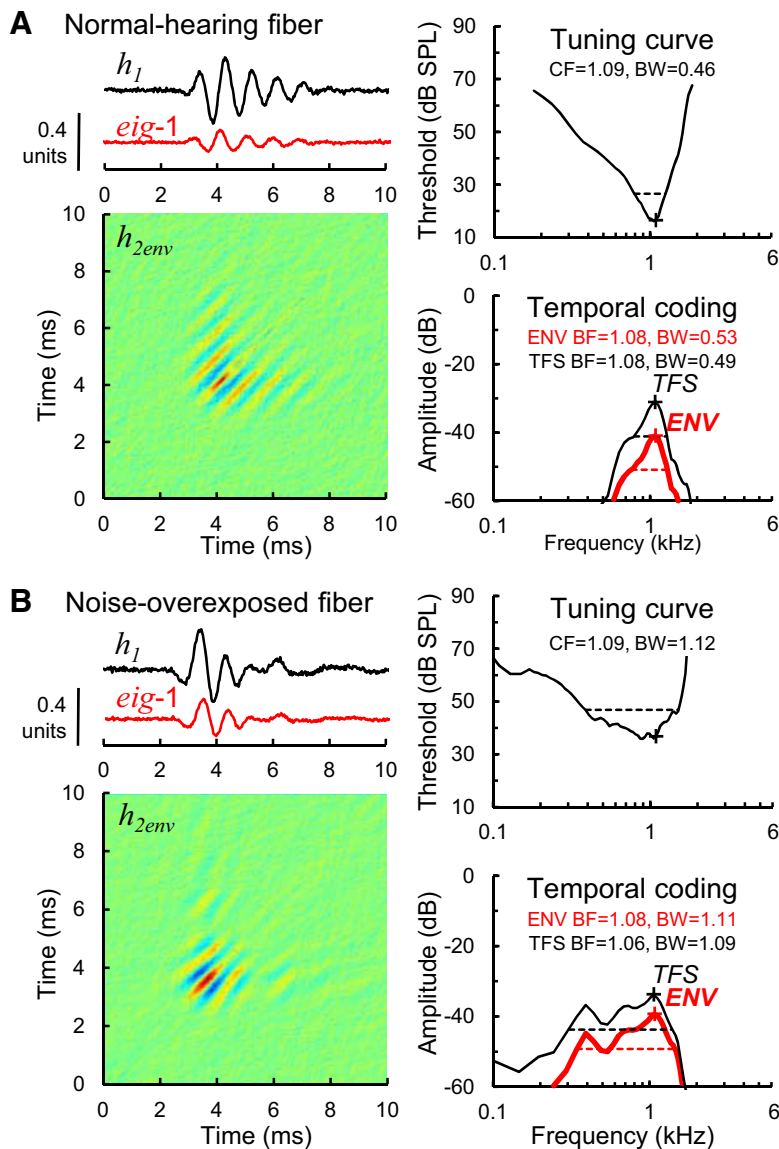 A Normal-hearing fiber
h1
eig-1
0.4
units
0 2 4 6 8 10
h2env
Time (ms)
10
8
6
4
2
0
0 2 4 6 8 10
Time (ms)
Tuning curve
CF=1.09, BW=0.46
Threshold (dB SPL)
90
70
50
30
10
0.1 1 6
Temporal coding
ENV BF=1.08, BW=0.53
TFS BF=1.08, BW=0.49
TFS
ENV
Amplitude (dB)
0
-20
-40
-60
0.1 1 6
Frequency (kHz)
B Noise-overexposed fiber
h1
eig-1
0.4
units
0 2 4 6 8 10
h2env
Time (ms)
10
8
6
4
2
0
0 2 4 6 8 10
Time (ms)
Tuning curve
CF=1.09, BW=1.12
Threshold (dB SPL)
90
70
50
30
10
0.1 1 6
Temporal coding
ENV BF=1.08, BW=1.11
TFS BF=1.06, BW=1.09
TFS
ENV
Amplitude (dB)
0
-20
-40
-60
0.1 1 6
Frequency (kHz)